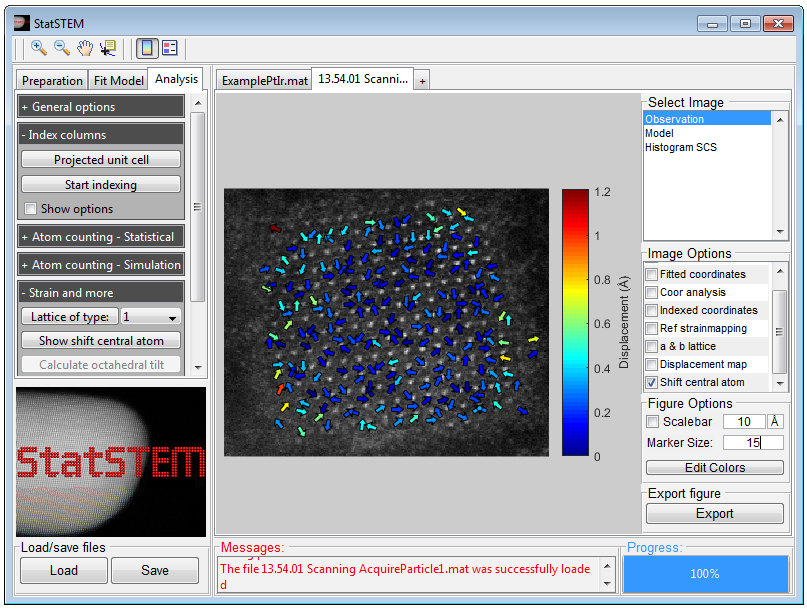 StatSTEM
Preparation
Fit Model
Analysis
+ General options
- Index columns
Projected unit cell
Start indexing
Show options
+ Atom counting - Statistical
+ Atom counting - Simulation
- Strain and more
Lattice of type: 1
Show shift central atom
Calculate octahedral tilt
StatSTEM
Load/save files
Load
Save
ExamplePtIr.mat
13.54.01 Scanni...
+
1.2
1
0.8
0.6
0.4
0.2
0
Displacement (Å)
Select Image
Observation
Model
Histogram SCS
Image Options
Fitted coordinates
Coor analysis
Indexed coordinates
Ref strainmapping
a & b lattice
Displacement map
Shift central atom
Figure Options
Scalebar 10 Å
Marker Size: 15
Edit Colors
Export figure
Export
Messages:
The file 13.54.01 Scanning AcquireParticle1.mat was successfully loade
d
Progress:
100%